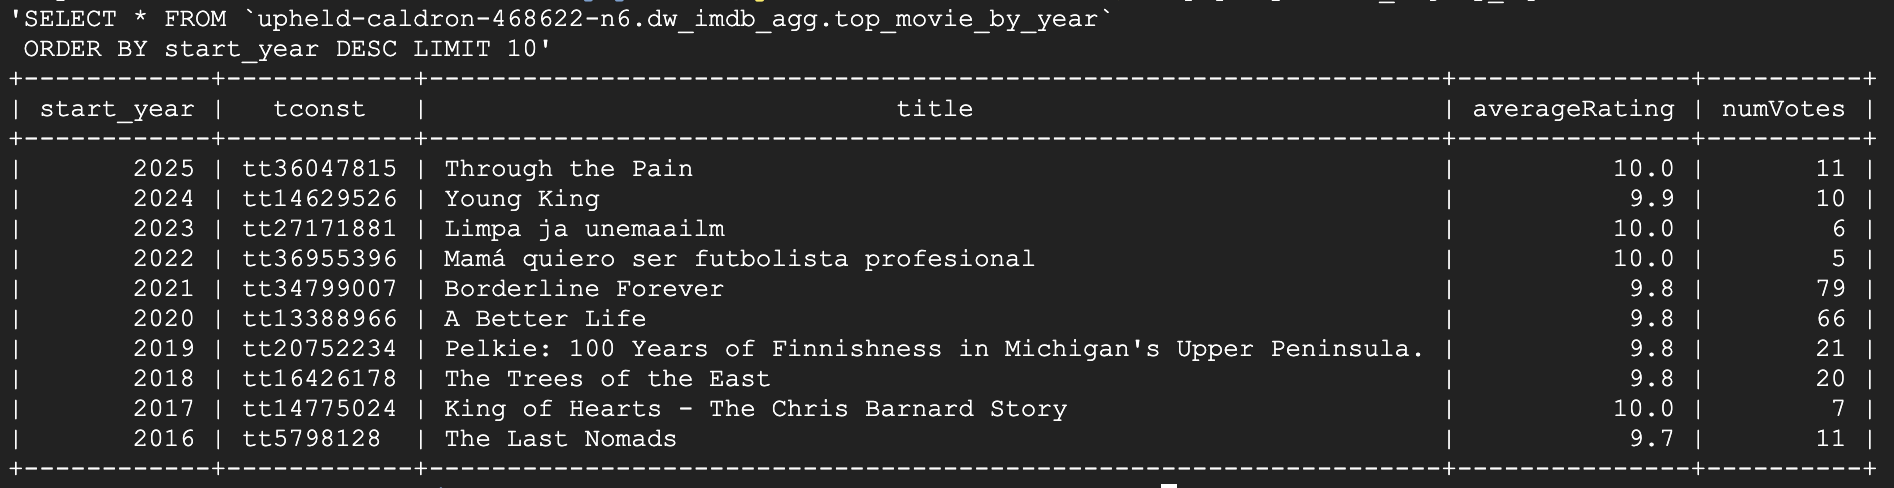 'SELECT * FROM `upheld-caldron-468622-n6.dw_imdb_agg.top_movie_by_year`
 ORDER BY start_year DESC LIMIT 10'
+------------+------------+------------------------------------------------------------------+---------------+----------+
| start_year |   tconst   |                              title                               | averageRating | numVotes |
+------------+------------+------------------------------------------------------------------+---------------+----------+
|       2025 | tt36047815 | Through the Pain                                                 |          10.0 |       11 |
|       2024 | tt14629526 | Young King                                                       |           9.9 |       10 |
|       2023 | tt27171881 | Limpa ja unemaailm                                               |          10.0 |        6 |
|       2022 | tt36955396 | Mamá quiero ser futbolista profesional                           |          10.0 |        5 |
|       2021 | tt34799007 | Borderline Forever                                               |           9.8 |       79 |
|       2020 | tt13388966 | A Better Life                                                    |           9.8 |       66 |
|       2019 | tt20752234 | Pelkie: 100 Years of Finnishness in Michigan's Upper Peninsula. |           9.8 |       21 |
|       2018 | tt16426178 | The Trees of the East                                            |           9.8 |       20 |
|       2017 | tt14775024 | King of Hearts - The Chris Barnard Story                         |          10.0 |        7 |
|       2016 | tt5798128  | The Last Nomads                                                  |           9.7 |       11 |
+------------+------------+------------------------------------------------------------------+---------------+----------+